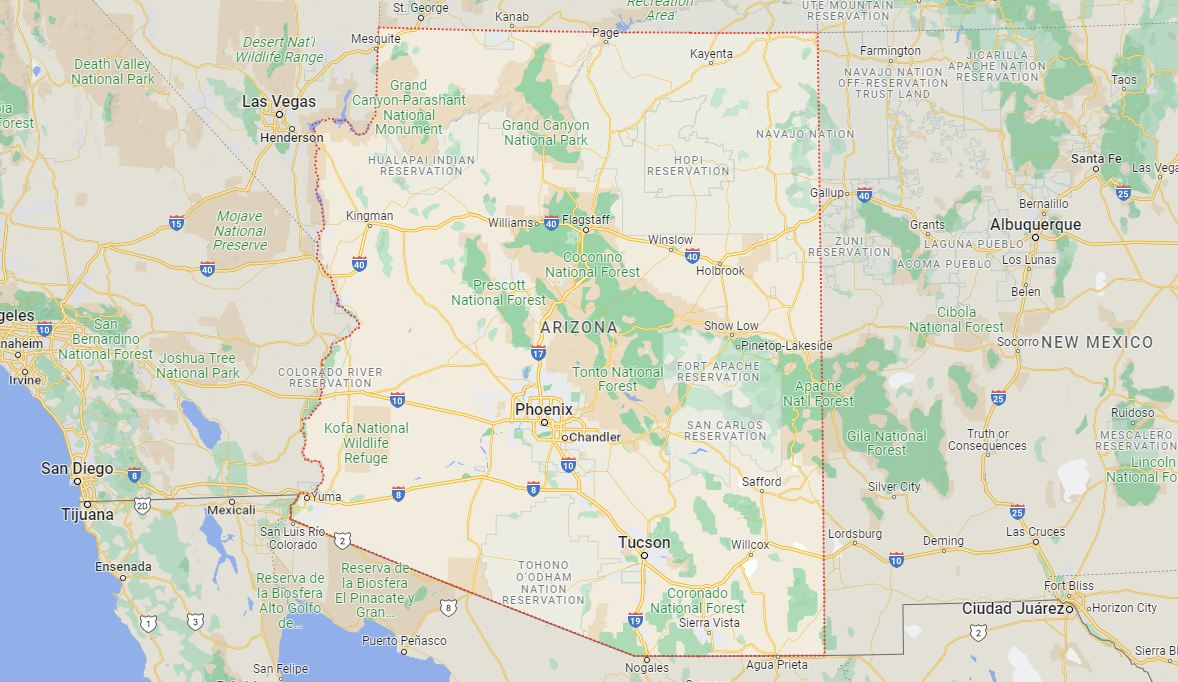 St. George
Kanab
Recreation
Area
UTE MOUNTAIN
RESERVATION
Mesquite
Page
Desert Nat'l
Wildlife Range
Death Valley
National Park
Kayenta
Farmington
JICARILLA
APACHE NATION
RESERVATION
NAVAJO NATION
OFF-RESERVATION
TRUST LAND
Taos
Grand
Canyon-Parashant
National
Monument
Las Vegas
Henderson
Grand Canyon
National Park
NAVAJO NATION
HUALAPAI INDIAN
RESERVATION
HOPI
RESERVATION
Santa Fe
Las Vega
25
Gallup
40
Bernalillo
15
Mojave
National
Preserve
Kingman
Williams
40
Flagstaff
Grants
Albuquerque
Winslow
40
Holbrook
ZUNI
RESERVATION
LAGUNA PUEBLO
ACOMA PUEBLO
Los Lunas
40
40
Coconino
National Forest
Prescott
National Forest
Belen
geles
10
naheim
Irvine
San
Bernardino
National Forest
Joshua Tree
National Park
ARIZONA
Show Low
Pinetop-Lakeside
Cibola
National Forest
Socorro
NEW MEXICO
17
COLORADO RIVER
RESERVATION
Tonto National
Forest
FORT APACHE
RESERVATION
Apache
Nat'l Forest
10
25
Phoenix
Chandler
Ruidoso
Kofa National
Wildlife
Refuge
SAN CARLOS
RESERVATION
Gila National
Forest
Truth or
Consequences
MESCALERO
RESERVATION
Lincoln
National Fo
San Diego
8
10
8
8
Safford
Silver City
Yuma
Tijuana
2D
Mexicali
25
San Luis Río
Colorado
2
Tucson
Willcox
Lordsburg
Deming
Las Cruces
10
Ensenada
Reserva de
la Biosfera
Alto Golfo
de...
Reserva de
la Biosfera
El Pinacate y
Gran...
TOHONO
O'ODHAM
NATION
RESERVATION
Coronado
National Forest
Fort Bliss
Ciudad Juárez
Horizon City
8
1
3
19
Sierra Vista
2
Puerto Peñasco
San Felipe
Nogales
Agua Prieta
Sierra Bl